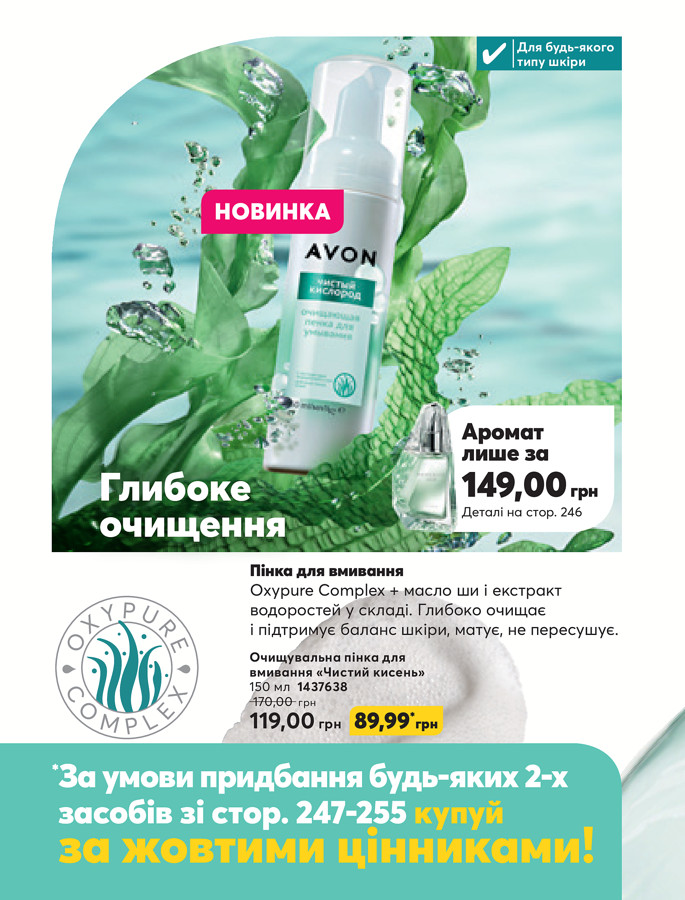 Для будь-якого
типу шкіри
НОВИНКА
AVON
чистый
кислород
очищающая
пенка для
умывания
Аромат
лише за
149,00 грн
Деталі на стор. 246
Глибоке
очищення
Пінка для вмивання
Oxypure Complex + масло ши і екстракт
водоростей у складі. Глибоко очищає
і підтримує баланс шкіри, матує, не пересушує.
OXYPURE
COMPLEX
Очищувальна пінка для
вмивання «Чистий кисень»
150 мл 1437638
170,00 грн
119,00 грн 89,99* грн
*За умови придбання будь-яких 2-х
засобів зі стор. 247-255 купуй
за жовтими цінниками!